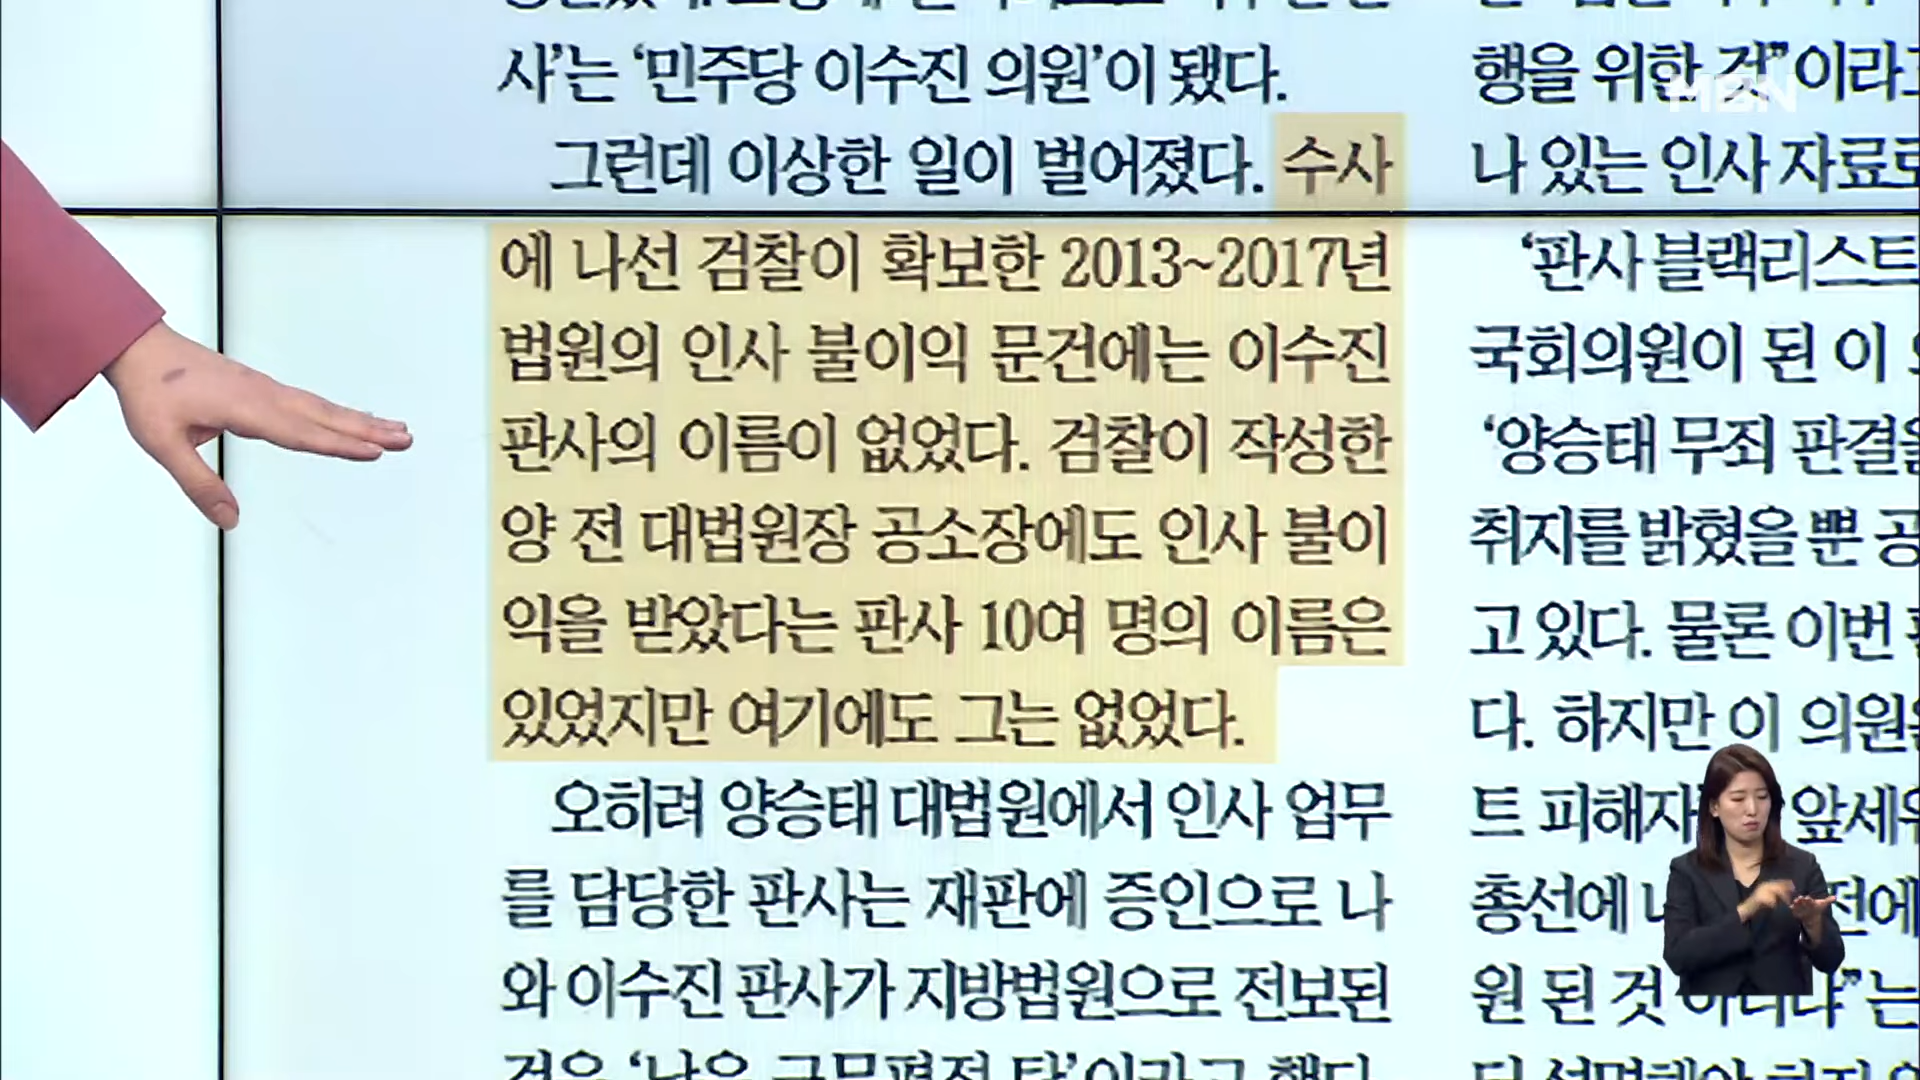 사'는 ‘민주당 이수진 의원’이 됐다.
그런데 이상한 일이 벌어졌다. 수사
에 나선 검찰이 확보한 2013~2017년
법원의 인사 불이익 문건에는 이수진
판사의 이름이 없었다. 검찰이 작성한
양 전 대법원장 공소장에도 인사 불이
익을 받았다는 판사 10여 명의 이름은
있었지만 여기에도 그는 없었다.
오히려 양승태 대법원에서 인사 업무
를 담당한 판사는 재판에 증인으로 나
와 이수진 판사가 지방법원으로 전보된
행을 위한 것”이라고
나 있는 인사 자료로
‘판사 블랙리스트
국회의원이 된 이
‘양승태 무죄 판결을
취지를 밝혔을 뿐 공
고 있다. 물론 이번
다. 하지만 이 의원
트 피해자 앞세우
총선에 전에
원 된 것 는
MBN